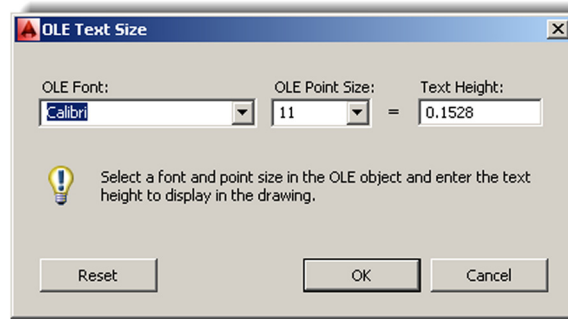 OLE Text Size
OLE Font: OLE Point Size: Text Height:
Calibri 11 = 0.1528
Select a font and point size in the OLE object and enter the text
height to display in the drawing.
Reset OK Cancel